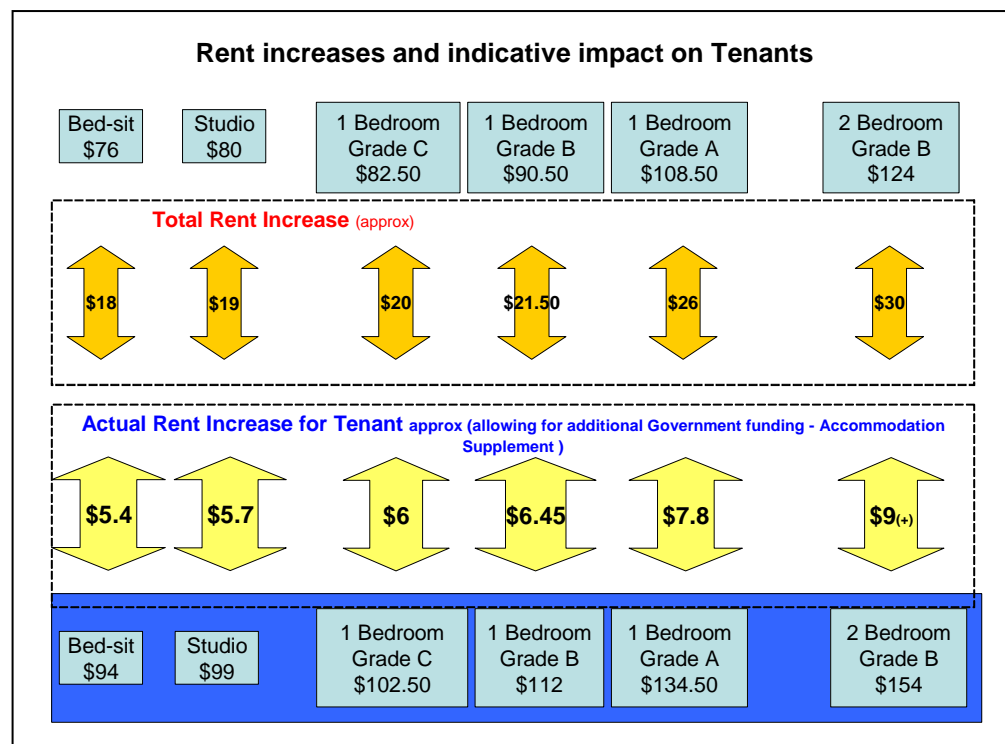 Rent increases and indicative impact on Tenants
Bed-sit
$76
Studio
$80
1 Bedroom
Grade C
$82.50
1 Bedroom
Grade B
$90.50
1 Bedroom
Grade A
$108.50
2 Bedroom
Grade B
$124
Total Rent Increase (approx)
$18
$19
$20
$21.50
$26
$30
Actual Rent Increase for Tenant approx (allowing for additional Government funding - Accommodation
Supplement )
$5.4
$5.7
$6
$6.45
$7.8
$9(+)
Bed-sit
$94
Studio
$99
1 Bedroom
Grade C
$102.50
1 Bedroom
Grade B
$112
1 Bedroom
Grade A
$134.50
2 Bedroom
Grade B
$154